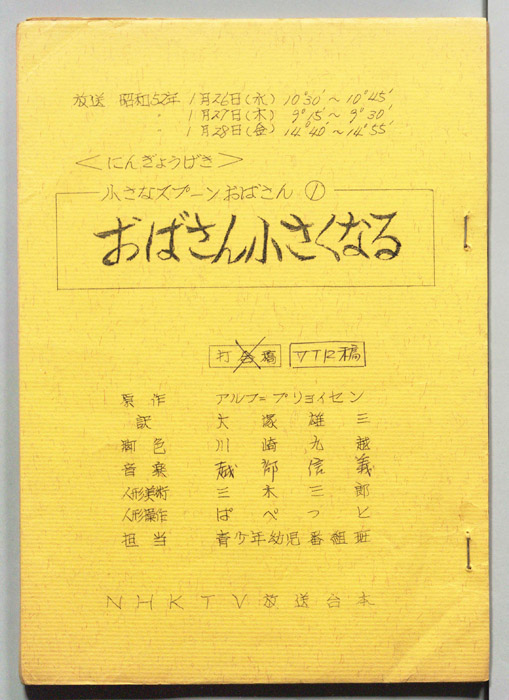 放送 昭和52年 1月26日(水) 10°30′～10°45′
〃 1月27日(木) 9°15′～9°30′
〃 1月28日(金) 14°40′～14°55′
＜にんぎょうげき＞
小さなスプーンおばさん ①
おばさん小さくなる
打合稿 VTR稿
原作 アルフ=プリョイセン
訳 大塚雄三
脚色 川崎九越
音楽 越部信義
人形美術 三木三郎
人形操作 ぱぺっと
担当 青少年幼児番組班
NHKTV放送台本